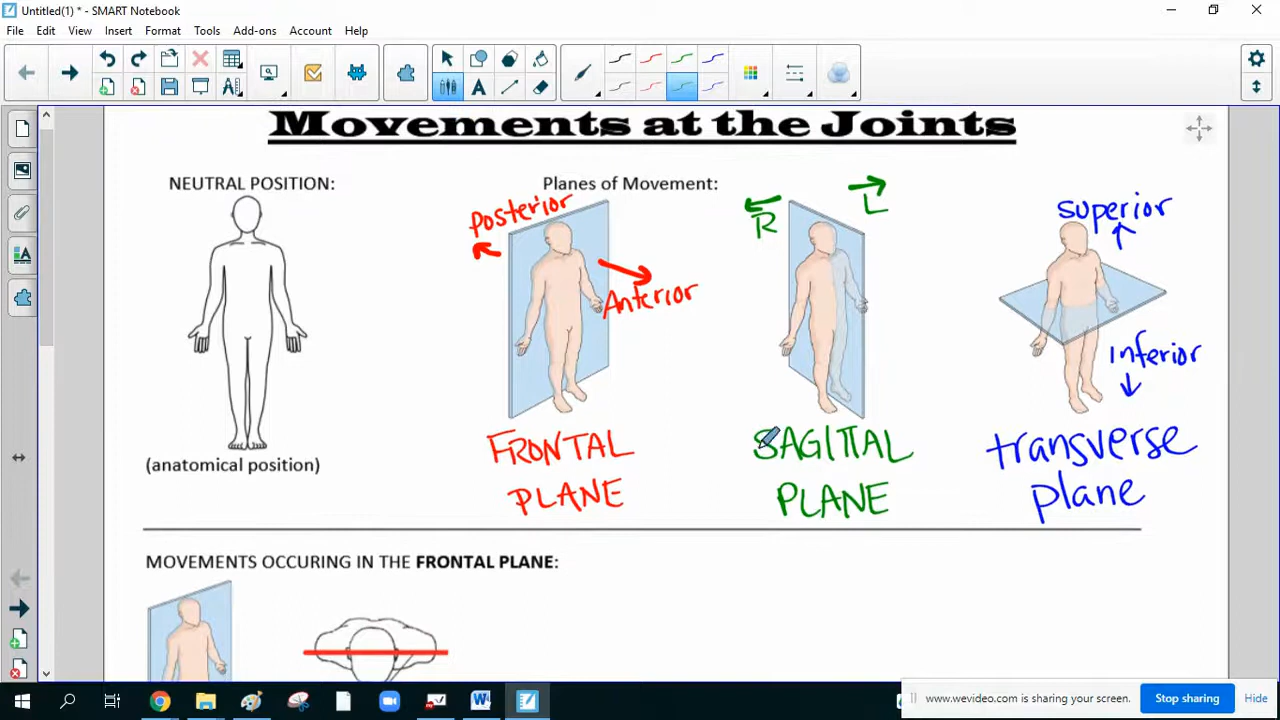 Untitled(1) * - SMART Notebook
File Edit View Insert Format Tools Add-ons Account Help
Movements at the Joints
NEUTRAL POSITION:
Planes of Movement:
Posterior
Anterior
R
L
superior
Inferior
(anatomical position)
FRONTAL
PLANE
SAGITTAL
PLANE
transverse
plane
MOVEMENTS OCCURING IN THE FRONTAL PLANE:
www.wevideo.com is sharing your screen.
Stop sharing
Hide